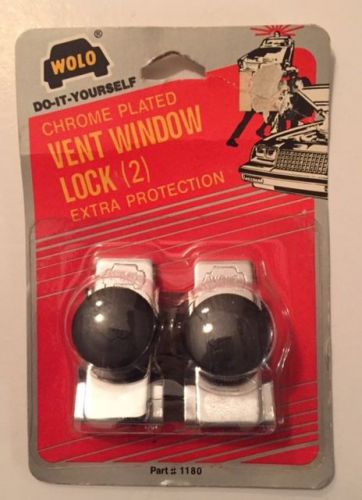 WOLO ®
DO-IT-YOURSELF
CHROME PLATED
VENT WINDOW
LOCK (2)
EXTRA PROTECTION
Part # 1180